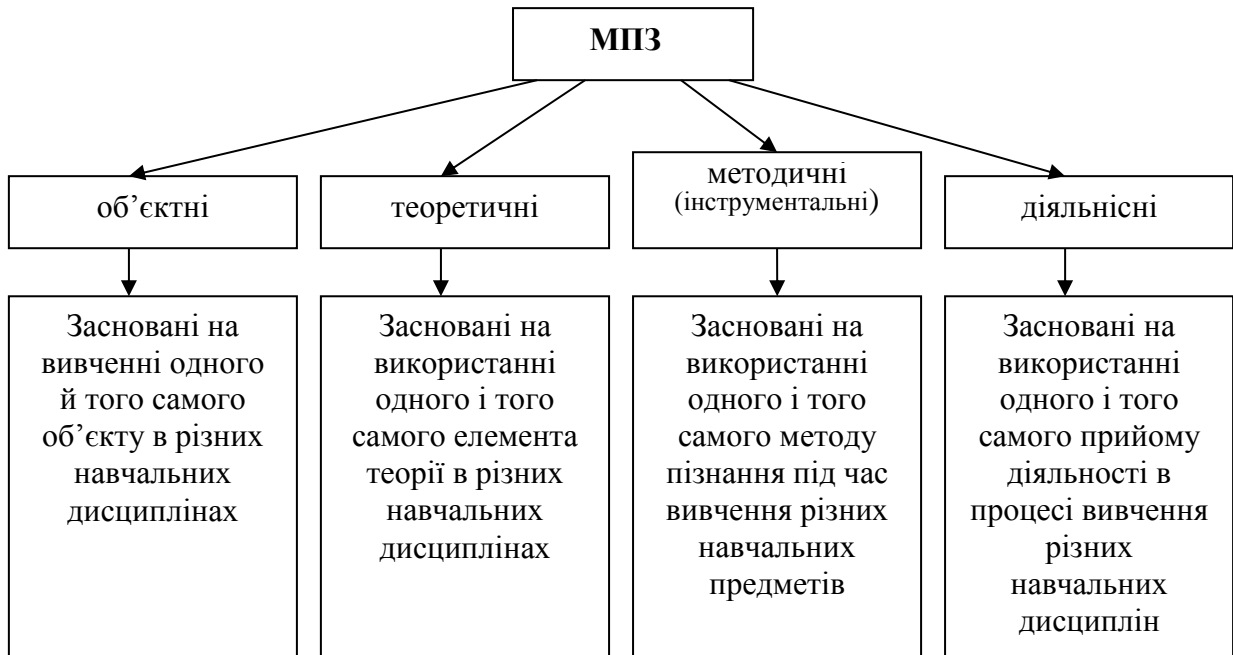 МПЗ
об’єктні
теоретичні
методичні
(інструментальні)
діяльнісні
Засновані на
вивченні одного
й того самого
об’єкту в різних
навчальних
дисциплінах
Засновані на
використанні
одного і того
самого елемента
теорії в різних
навчальних
дисциплінах
Засновані на
використанні
одного і того
самого методу
пізнання під час
вивчення різних
навчальних
предметів
Засновані на
використанні
одного і того
самого прийому
діяльності в
процесі вивчення
різних
навчальних
дисциплін